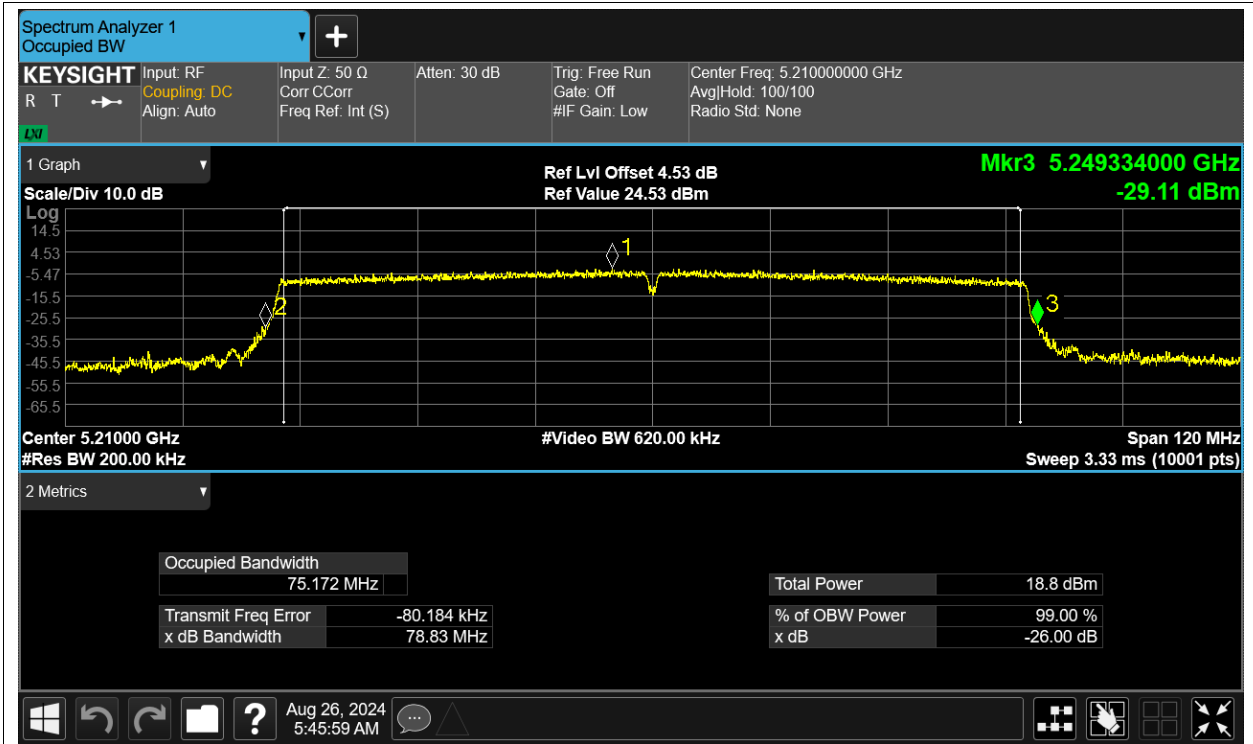 Spectrum Analyzer 1
Occupied BW
KEYSIGHT
R T
LXI
Input: RF
Coupling: DC
Align: Auto
Input Z: 50 Ω
Corr CCorr
Freq Ref: Int (S)
Atten: 30 dB
Trig: Free Run
Gate: Off
#IF Gain: Low
Center Freq: 5.210000000 GHz
Avg|Hold: 100/100
Radio Std: None
1 Graph
Scale/Div 10.0 dB
Ref Lvl Offset 4.53 dB
Ref Value 24.53 dBm
Mkr3 5.249334000 GHz
-29.11 dBm
Log
14.5
4.53
-5.47
-15.5
-25.5
-35.5
-45.5
-55.5
-65.5
1
2
3
Center 5.21000 GHz
#Video BW 620.00 kHz
Span 120 MHz
#Res BW 200.00 kHz
Sweep 3.33 ms (10001 pts)
2 Metrics
Occupied Bandwidth
75.172 MHz
Transmit Freq Error -80.184 kHz
x dB Bandwidth 78.83 MHz
Total Power 18.8 dBm
% of OBW Power 99.00 %
x dB -26.00 dB
?
Aug 26, 2024
5:45:59 AM